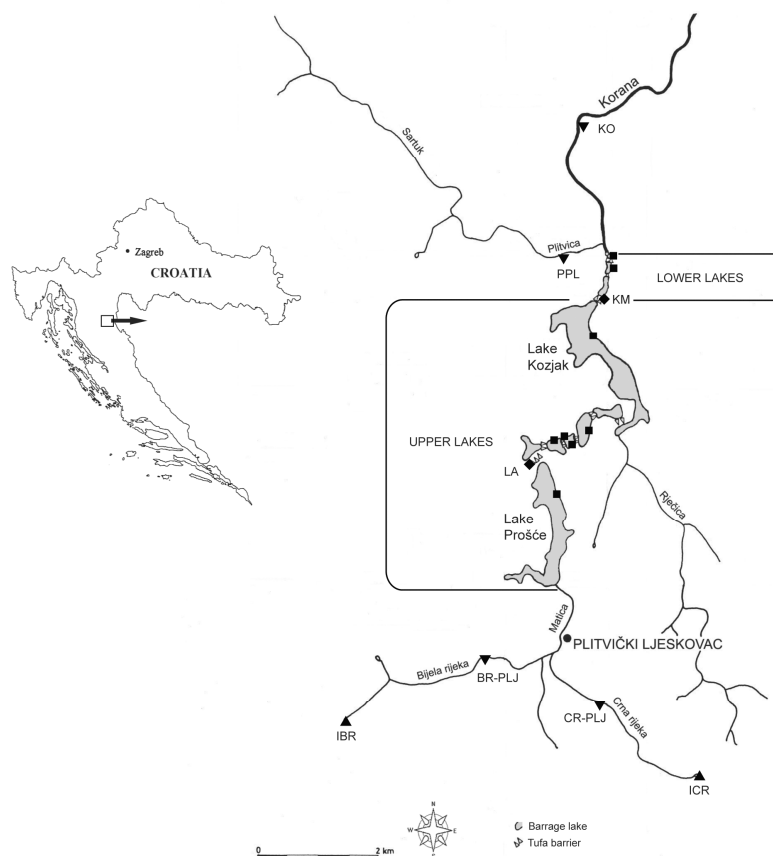 Korana
KO
Sartuk
Zagreb
CROATIA
Plitvica
PPL
LOWER LAKES
KM
Lake
Kozjak
UPPER LAKES
LA
Rječica
Lake
Prošće
Matica
PLITVIČKI LJESKOVAC
Bijela rijeka
BR-PLJ
CR-PLJ
Crna rijeka
IBR
ICR
N
W
E
S
Barrage lake
Tufa barrier
0
2 km